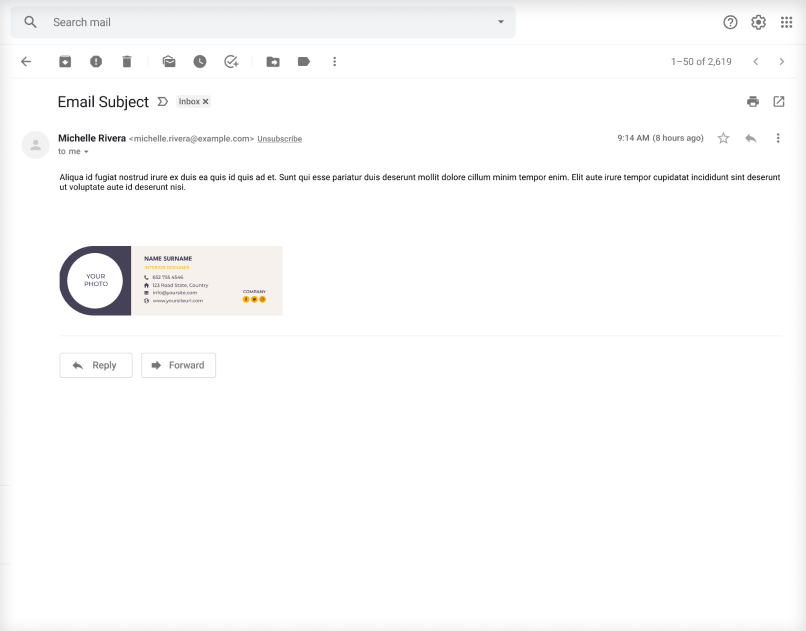 Search mail
1–50 of 2,619
Email Subject
Inbox
Michelle Rivera <michelle.rivera@example.com> Unsubscribe
9:14 AM (8 hours ago)
to me
Aliqua id fugiat nostrud irure ex duis ea quis id quis ad et. Sunt qui esse pariatur duis deserunt mollit dolore cillum minim tempor enim. Elit aute irure tempor cupidatat incididunt sint deserunt
ut voluptate aute id deserunt nisi.
YOUR
PHOTO
NAME SURNAME
INTERIOR DESIGNER
652 735 4546
123 Road State, Country
info@yoursite.com
www.yoursiteurl.com
COMPANY
Reply
Forward